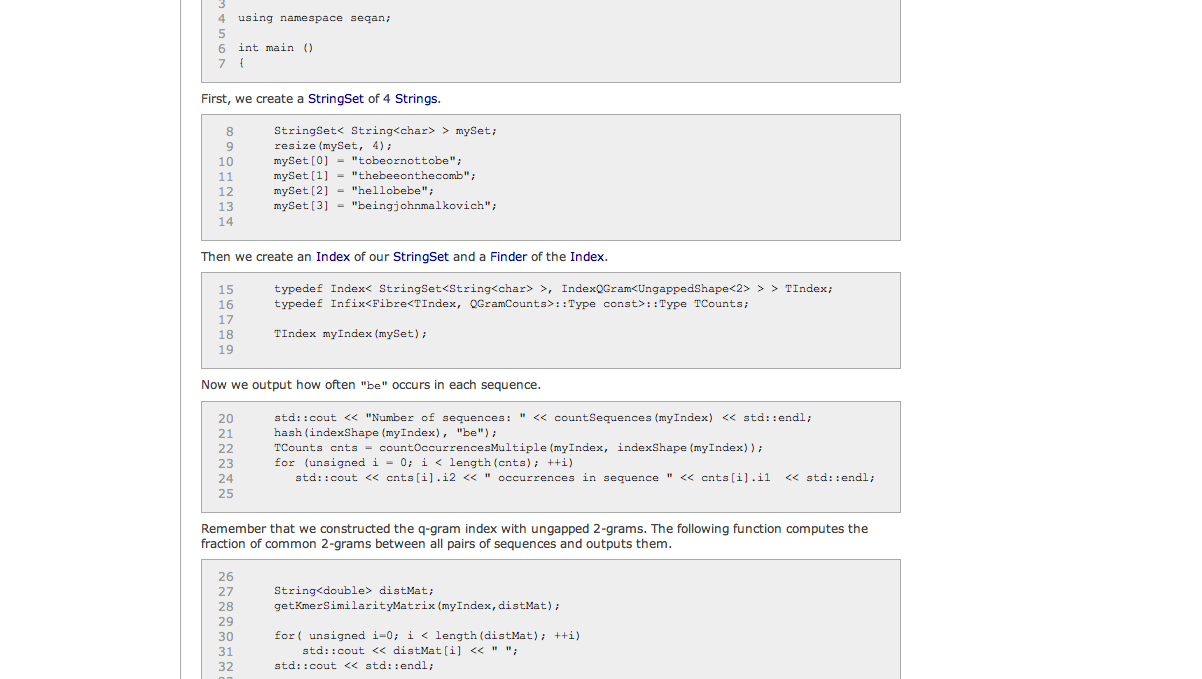 3
4 using namespace seqan;
5
6 int main ()
7 {
First, we create a StringSet of 4 Strings.
8 StringSet< String<char> > mySet;
9 resize(mySet, 4);
10 mySet[0] = "tobeornottobe";
11 mySet[1] = "thebeeonthecomb";
12 mySet[2] = "hellobebe";
13 mySet[3] = "beingjohnmalkovich";
14
Then we create an Index of our StringSet and a Finder of the Index.
15 typedef Index< StringSet<String<char> >, IndexQGram<UngappedShape<2> > > TIndex;
16 typedef Infix<Fibre<TIndex, QGramCounts>::Type const>::Type TCounts;
17
18 TIndex myIndex(mySet);
19
Now we output how often "be" occurs in each sequence.
20 std::cout << "Number of sequences: " << countSequences(myIndex) << std::endl;
21 hash(indexShape(myIndex), "be");
22 TCounts cnts = countOccurrencesMultiple(myIndex, indexShape(myIndex));
23 for (unsigned i = 0; i < length(cnts); ++i)
24 std::cout << cnts[i].i2 << " occurrences in sequence " << cnts[i].i1  << std::endl;
25
Remember that we constructed the q-gram index with ungapped 2-grams. The following function computes the
fraction of common 2-grams between all pairs of sequences and outputs them.
26
27 String<double> distMat;
28 getKmerSimilarityMatrix(myIndex,distMat);
29
30 for( unsigned i=0; i < length(distMat); ++i)
31 std::cout << distMat[i] << " ";
32 std::cout << std::endl;